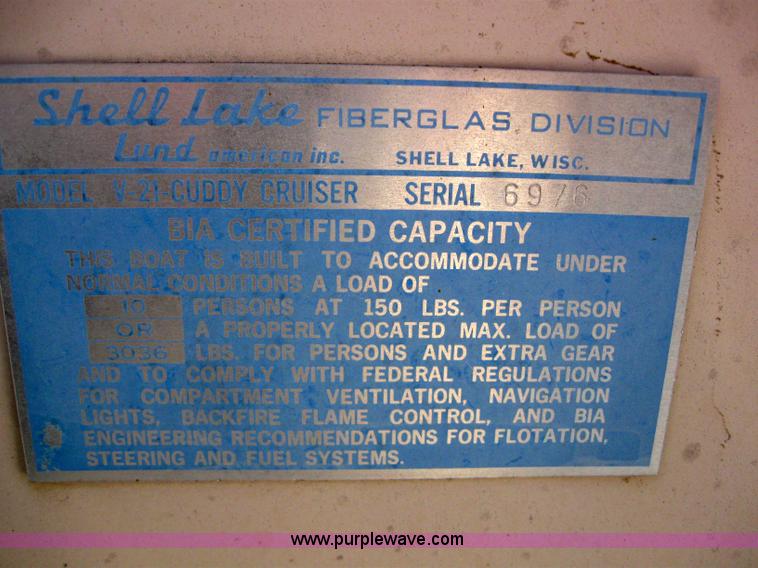 Shell Lake FIBERGLAS DIVISION
Lund american inc. SHELL LAKE, WISC.
MODEL V-21-CUDDY CRUISER SERIAL 6976
BIA CERTIFIED CAPACITY
THIS BOAT IS BUILT TO ACCOMMODATE UNDER
NORMAL CONDITIONS A LOAD OF
10 PERSONS AT 150 LBS. PER PERSON
OR A PROPERLY LOCATED MAX. LOAD OF
3036 LBS. FOR PERSONS AND EXTRA GEAR
AND TO COMPLY WITH FEDERAL REGULATIONS
FOR COMPARTMENT VENTILATION, NAVIGATION
LIGHTS, BACKFIRE FLAME CONTROL, AND BIA
ENGINEERING RECOMMENDATIONS FOR FLOTATION,
STEERING AND FUEL SYSTEMS.
www.purplewave.com